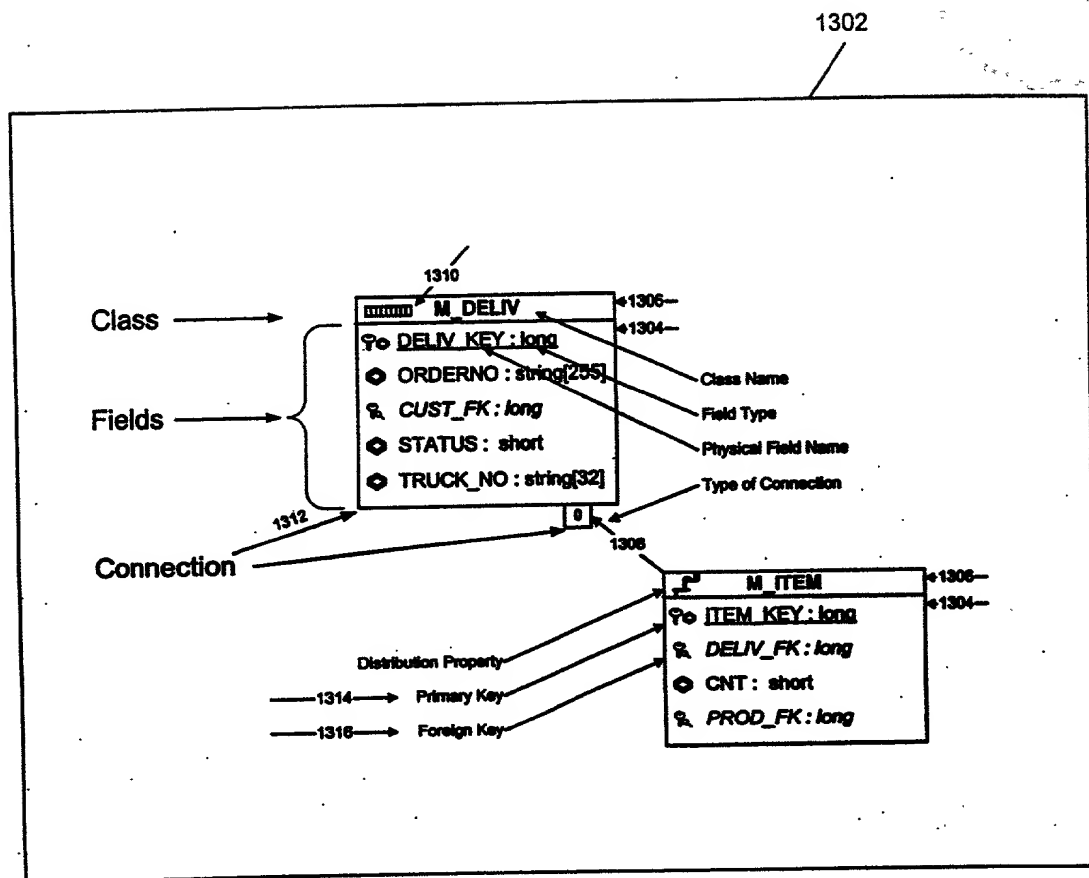 1302
1310
Class
M_DELIV
1306
1304
DELIV_KEY : long
ORDERNO : string[255]
Class Name
Fields
CUST_FK : long
Field Type
STATUS : short
Physical Field Name
TRUCK_NO : string[32]
Type of Connection
1312
0
1308
Connection
M_ITEM
1306
1304
ITEM_KEY : long
DELIV_FK : long
Distribution Property
CNT : short
1314
Primary Key
PROD_FK : long
1316
Foreign Key